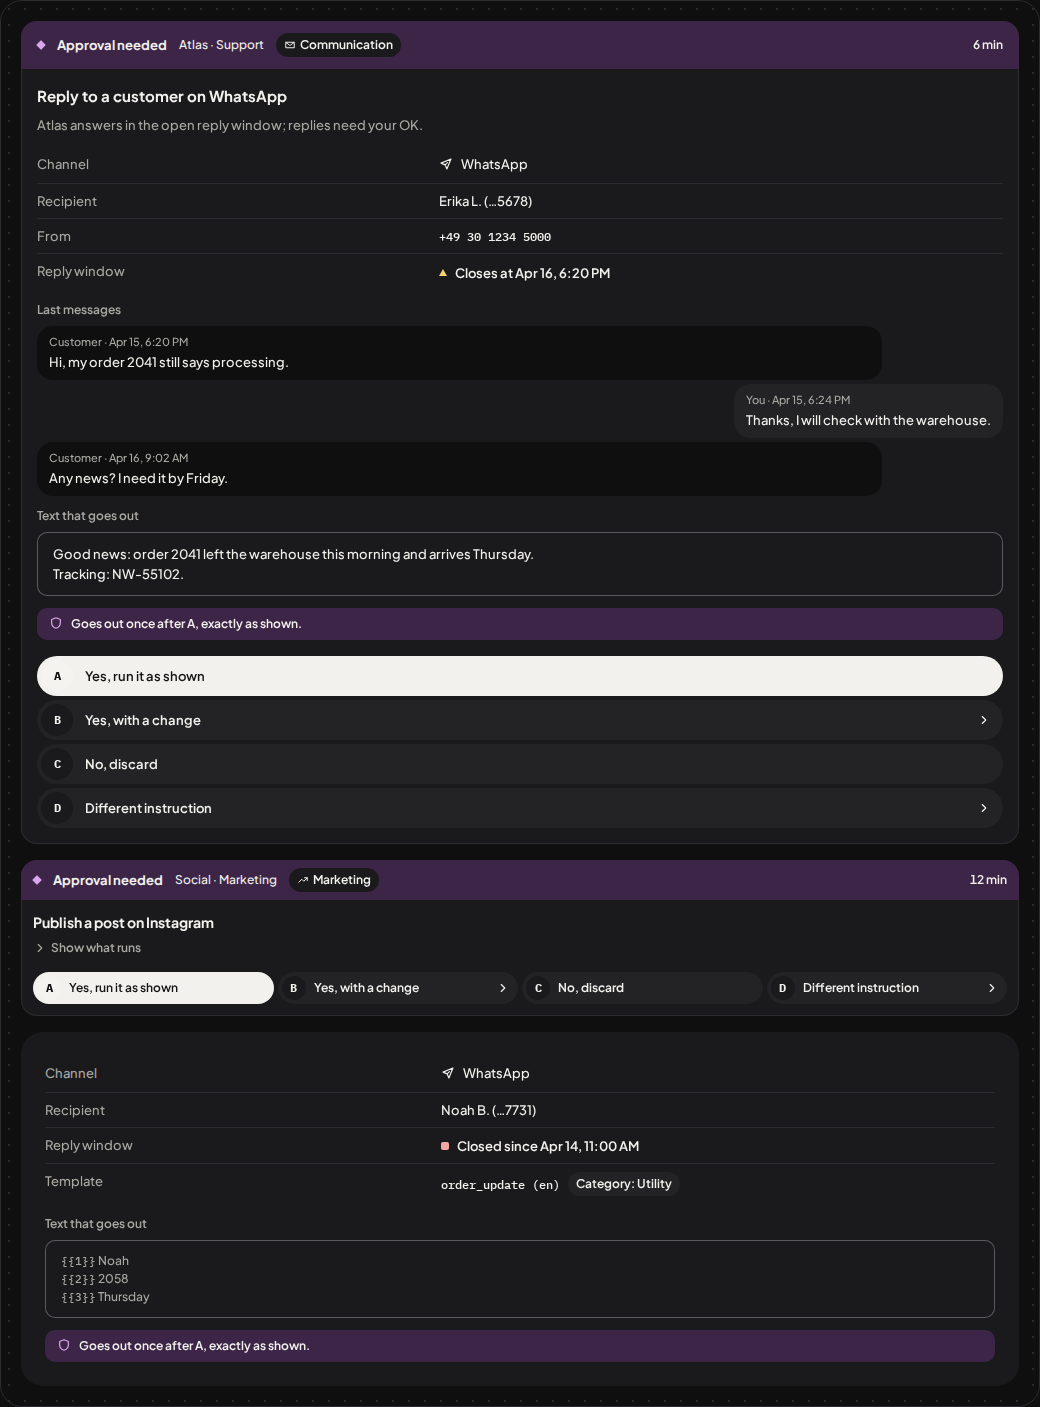 Approval needed Atlas · Support Communication 6 min
Reply to a customer on WhatsApp
Atlas answers in the open reply window; replies need your OK.
Channel WhatsApp
Recipient Erika L. (…5678)
From +49 30 1234 5000
Reply window Closes at Apr 16, 6:20 PM
Last messages
Customer · Apr 15, 6:20 PM
Hi, my order 2041 still says processing.
You · Apr 15, 6:24 PM
Thanks, I will check with the warehouse.
Customer · Apr 16, 9:02 AM
Any news? I need it by Friday.
Text that goes out
Good news: order 2041 left the warehouse this morning and arrives Thursday.
Tracking: NW-55102.
Goes out once after A, exactly as shown.
A Yes, run it as shown
B Yes, with a change
C No, discard
D Different instruction
Approval needed Social · Marketing Marketing 12 min
Publish a post on Instagram
Show what runs
A Yes, run it as shown B Yes, with a change C No, discard D Different instruction
Channel WhatsApp
Recipient Noah B. (…7731)
Reply window Closed since Apr 14, 11:00 AM
Template order_update (en) Category: Utility
Text that goes out
{{1}} Noah
{{2}} 2058
{{3}} Thursday
Goes out once after A, exactly as shown.